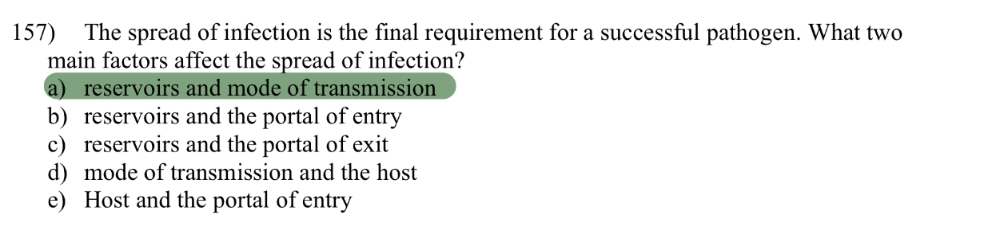 157) The spread of infection is the final requirement for a successful pathogen. What two
main factors affect the spread of infection?
a) reservoirs and mode of transmission
b) reservoirs and the portal of entry
c) reservoirs and the portal of exit
d) mode of transmission and the host
e) Host and the portal of entry